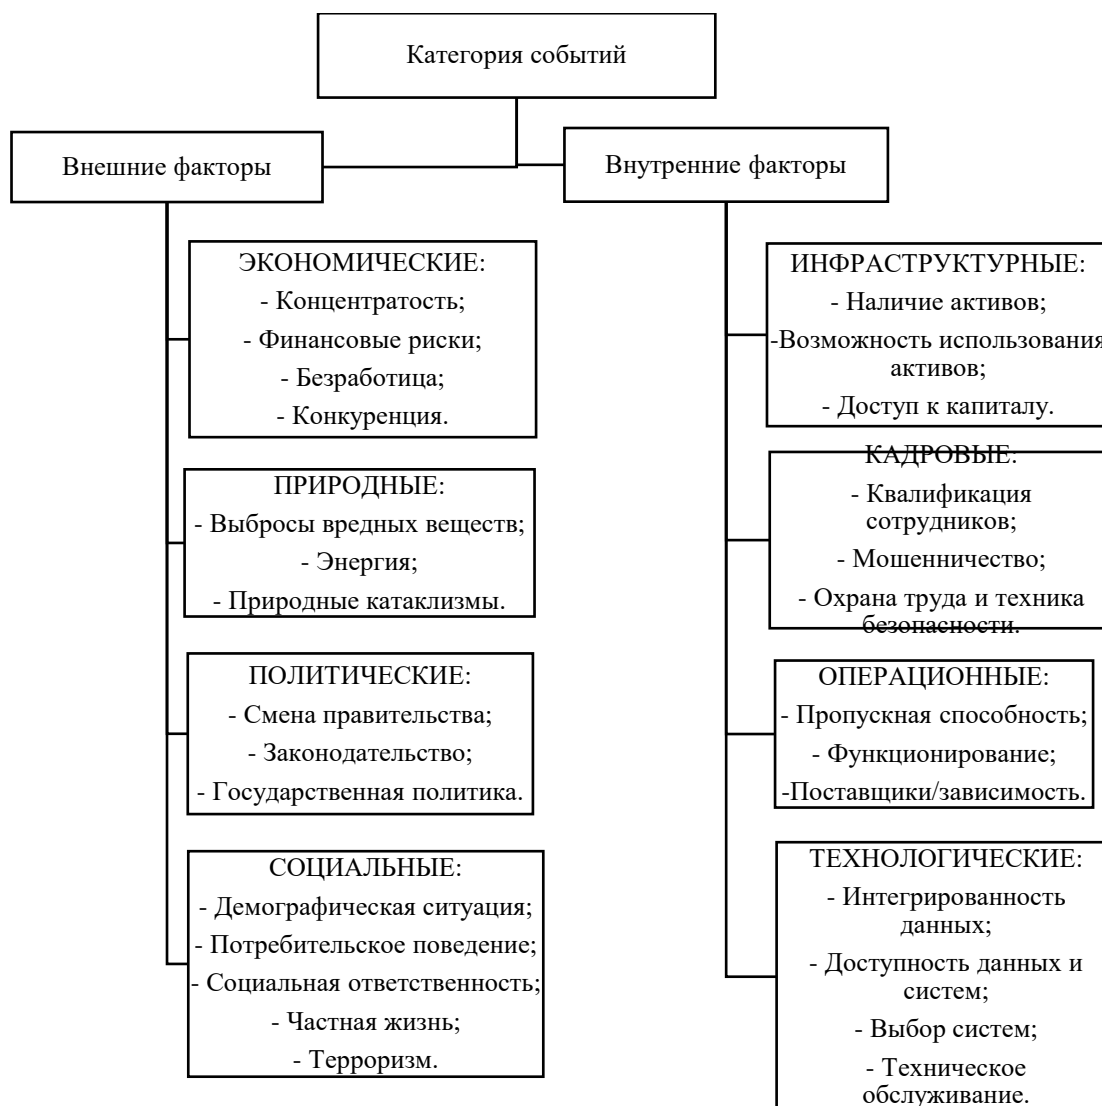 Категория событий
Внешние факторы
Внутренние факторы
ЭКОНОМИЧЕСКИЕ:
- Концентратость;
- Финансовые риски;
- Безработица;
- Конкуренция.
ПРИРОДНЫЕ:
- Выбросы вредных веществ;
- Энергия;
- Природные катаклизмы.
ПОЛИТИЧЕСКИЕ:
- Смена правительства;
- Законодательство;
- Государственная политика.
СОЦИАЛЬНЫЕ:
- Демографическая ситуация;
- Потребительское поведение;
- Социальная ответственность;
- Частная жизнь;
- Терроризм.
ИНФРАСТРУКТУРНЫЕ:
- Наличие активов;
-Возможность использования
активов;
- Доступ к капиталу.
КАДРОВЫЕ:
- Квалификация
сотрудников;
- Мошенничество;
- Охрана труда и техника
безопасности.
ОПЕРАЦИОННЫЕ:
- Пропускная способность;
- Функционирование;
-Поставщики/зависимость.
ТЕХНОЛОГИЧЕСКИЕ:
- Интегрированность
данных;
- Доступность данных и
систем;
- Выбор систем;
- Техническое
обслуживание.